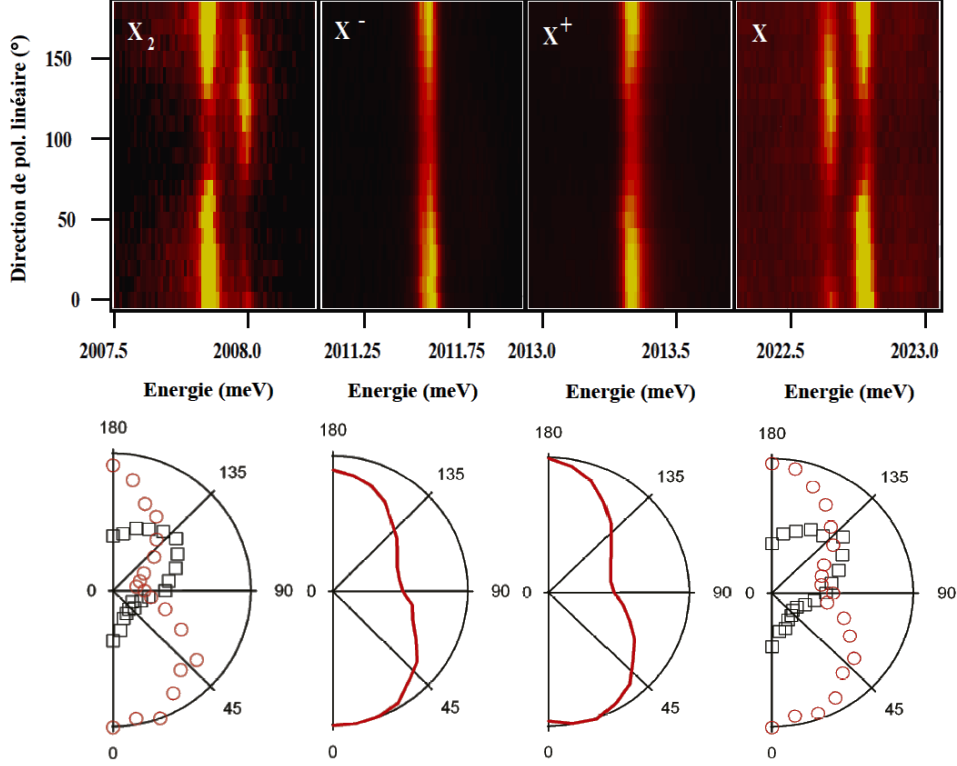 Direction de pol. linéaire (°)
150
100
50
0
X2
X-
X+
X
2007.5 2008.0 2011.25 2011.75 2013.0 2013.5 2022.5 2023.0
Energie (meV) Energie (meV) Energie (meV) Energie (meV)
180 180 180 180
135 135 135 135
0 90 0 90 0 90 0 90
45 45 45 45
0 0 0 0